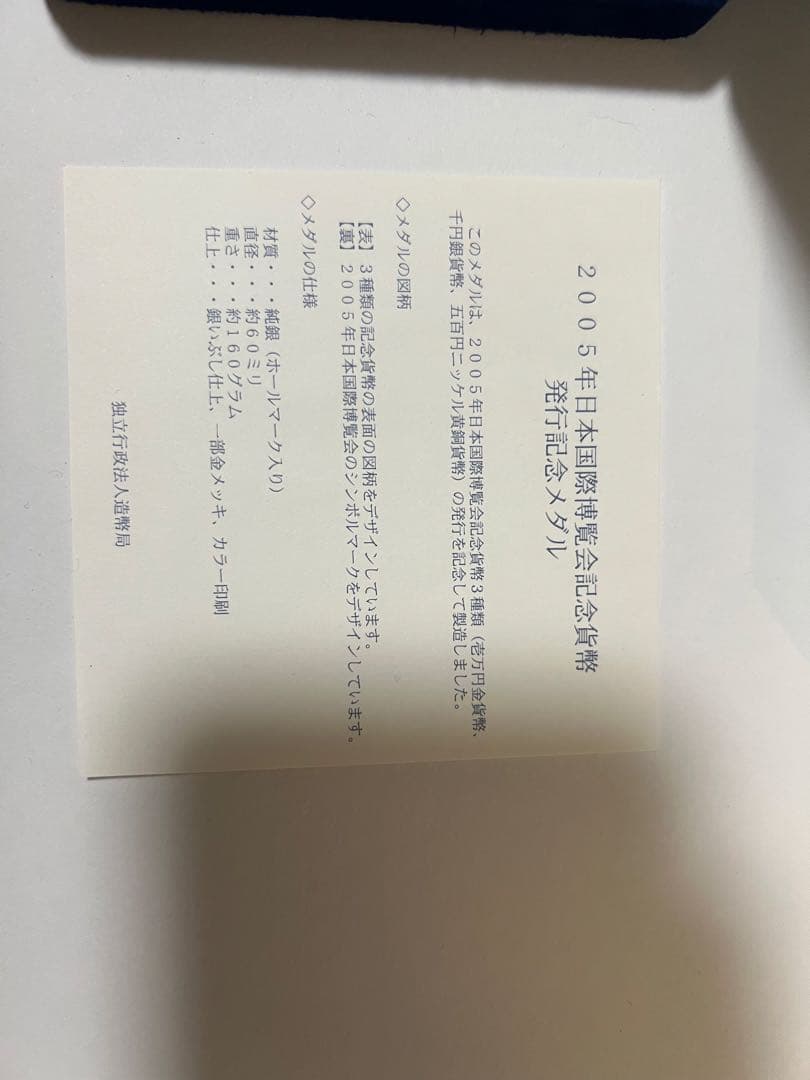 ２００５年日本国際博覧会記念貨幣
発行記念メダル
このメダルは、２００５年日本国際博覧会記念貨幣３種類（壱万円金貨幣、
千円銀貨幣、五百円ニッケル黄銅貨幣）の発行を記念して製造しました。
◇メダルの図柄
【表】３種類の記念貨幣の表面の図柄をデザインしています。
【裏】２００５年日本国際博覧会のシンボルマークをデザインしています。
◇メダルの仕様
材質・・・純銀（ホールマーク入り）
直径・・・約６０ミリ
重さ・・・約１６０グラム
仕上・・・銀いぶし仕上、一部金メッキ、カラー印刷
独立行政法人造幣局